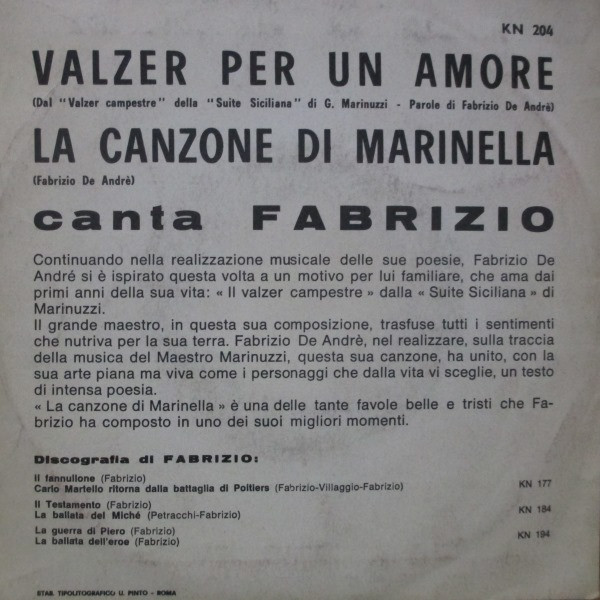 KN 204
VALZER PER UN AMORE
(Dal "Valzer campestre" della "Suite Siciliana" di G. Marinuzzi - Parole di Fabrizio De Andrè)
LA CANZONE DI MARINELLA
(Fabrizio De Andrè)
canta FABRIZIO
Continuando nella realizzazione musicale delle sue poesie, Fabrizio De
André si è ispirato questa volta a un motivo per lui familiare, che ama dai
primi anni della sua vita: « Il valzer campestre » dalla « Suite Siciliana » di
Marinuzzi.
Il grande maestro, in questa sua composizione, trasfuse tutti i sentimenti
che nutriva per la sua terra. Fabrizio De Andrè, nel realizzare, sulla traccia
della musica del Maestro Marinuzzi, questa sua canzone, ha unito, con la
sua arte piana ma viva come i personaggi che dalla vita vi sceglie, un testo
di intensa poesia.
« La canzone di Marinella » è una delle tante favole belle e tristi che Fa-
brizio ha composto in uno dei suoi migliori momenti.
Discografia di FABRIZIO:
Il fannullone (Fabrizio)
Carlo Martello ritorna dalla battaglia di Poitiers (Fabrizio-Villaggio-Fabrizio) KN 177
Il Testamento (Fabrizio)
La ballata del Miché (Petracchi-Fabrizio) KN 184
La guerra di Piero (Fabrizio)
La ballata dell'eroe (Fabrizio) KN 194
STAB. TIPOLITOGRAFICO U. PINTO - ROMA